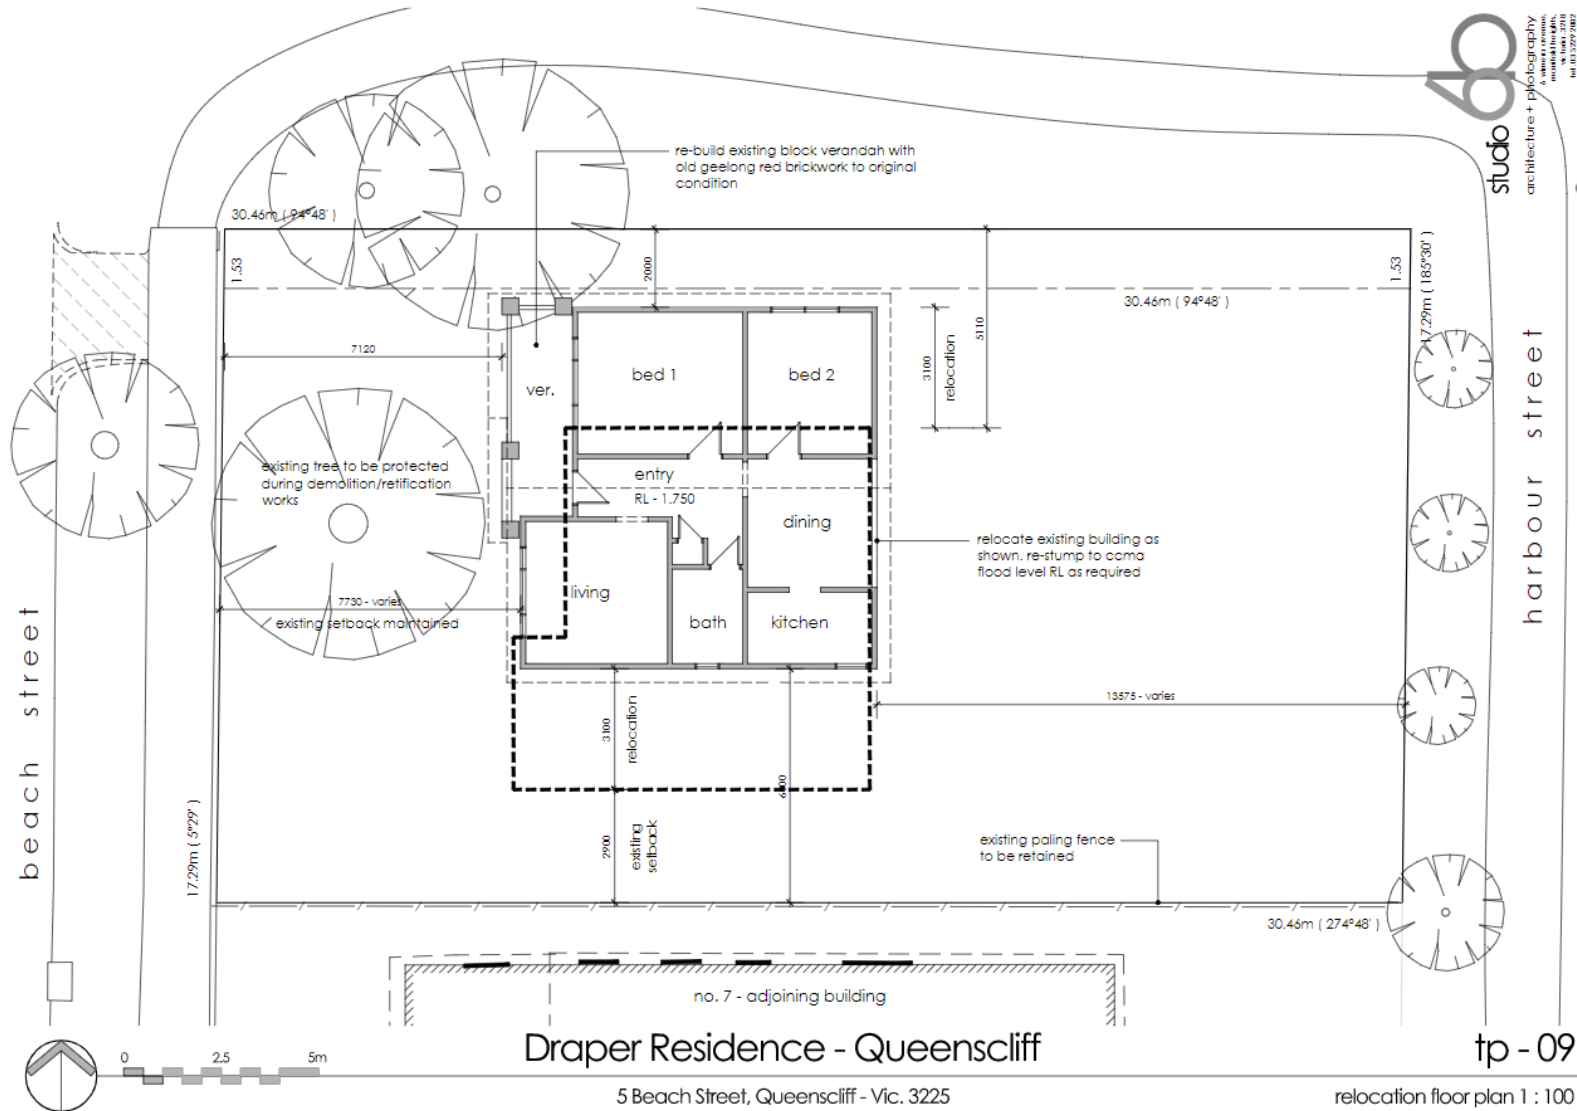 studio
architecture + photography
re-build existing block verandah with
old geelong red brickwork to original
condition
30.46m ( 94°48' )
1.53
2000
5110
1.53
17.29m ( 185°30' )
30.46m ( 94°48' )
7120
3100
relocation
bed 1
bed 2
ver.
harbour street
existing tree to be protected
during demolition/retification
works
entry
RL - 1.750
dining
relocate existing building as
shown. re-stump to ccma
flood level RL as required
living
7730 - varies
existing setback maintained
bath
kitchen
beach street
13575 - varies
3100
relocation
17.29m ( 5°29' )
2900
existing
setback
existing paling fence
to be retained
30.46m ( 274°48' )
no. 7 - adjoining building
0 2.5 5m
Draper Residence - Queenscliff
tp - 09
5 Beach Street, Queenscliff - Vic. 3225
relocation floor plan 1 : 100